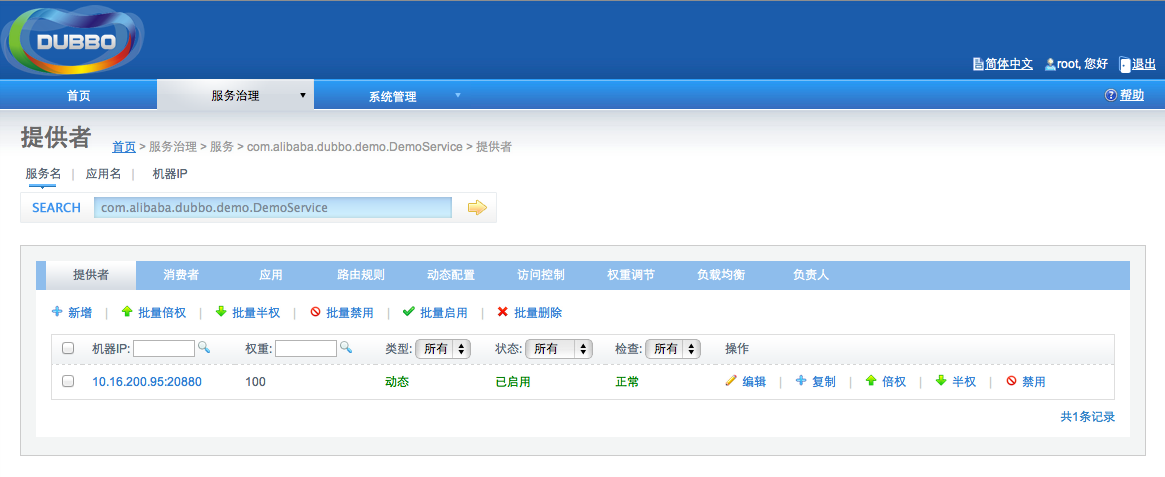 DUBBO
简体中文 root, 您好 退出
首页 服务治理 系统管理 帮助
提供者 首页 > 服务治理 > 服务 > com.alibaba.dubbo.demo.DemoService > 提供者
服务名 | 应用名 | 机器IP
SEARCH com.alibaba.dubbo.demo.DemoService
提供者 消费者 应用 路由规则 动态配置 访问控制 权重调节 负载均衡 负责人
新增 | 批量倍权 | 批量半权 | 批量禁用 | 批量启用 | 批量删除
机器IP: 权重: 类型: 所有 状态: 所有 检查: 所有 操作
10.16.200.95:20880 100 动态 已启用 正常 编辑 | 复制 | 倍权 | 半权 | 禁用
共1条记录